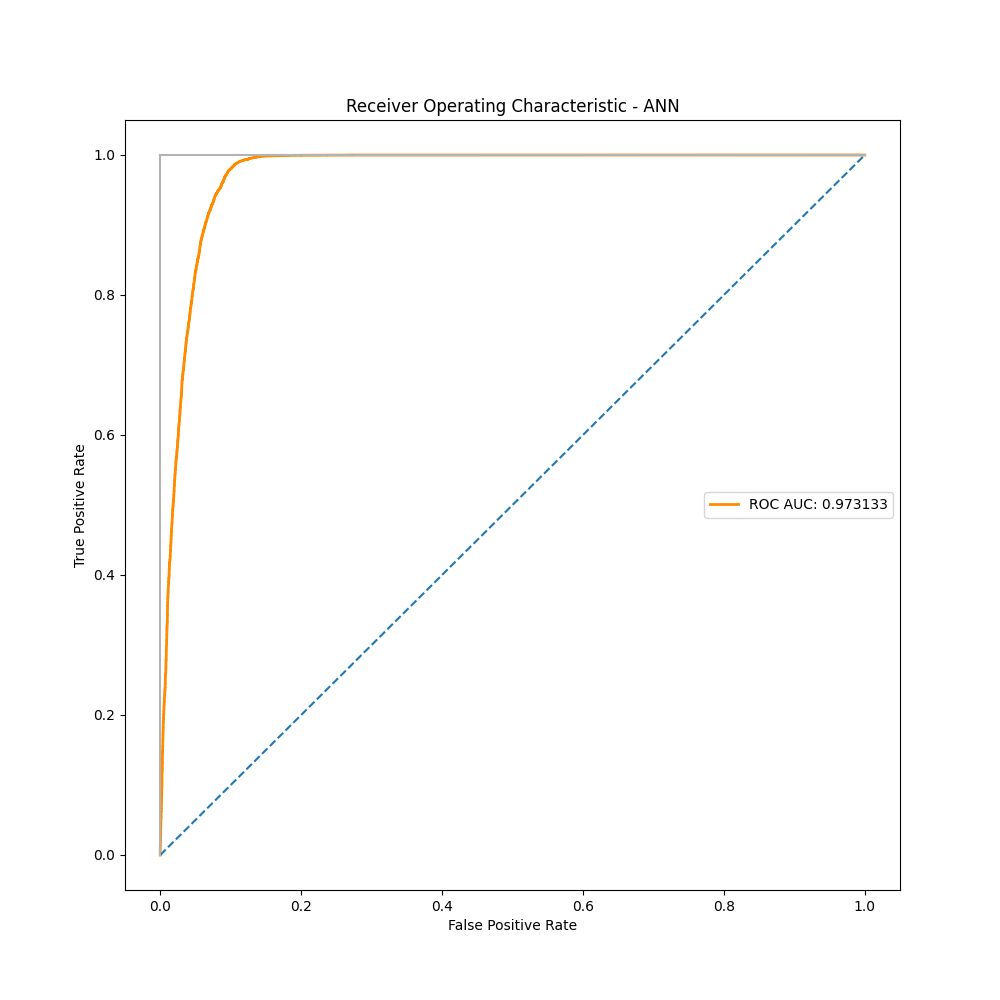 Receiver Operating Characteristic - ANN
1.0
0.8
0.6
0.4
0.2
0.0
True Positive Rate
ROC AUC: 0.973133
0.0 0.2 0.4 0.6 0.8 1.0
False Positive Rate